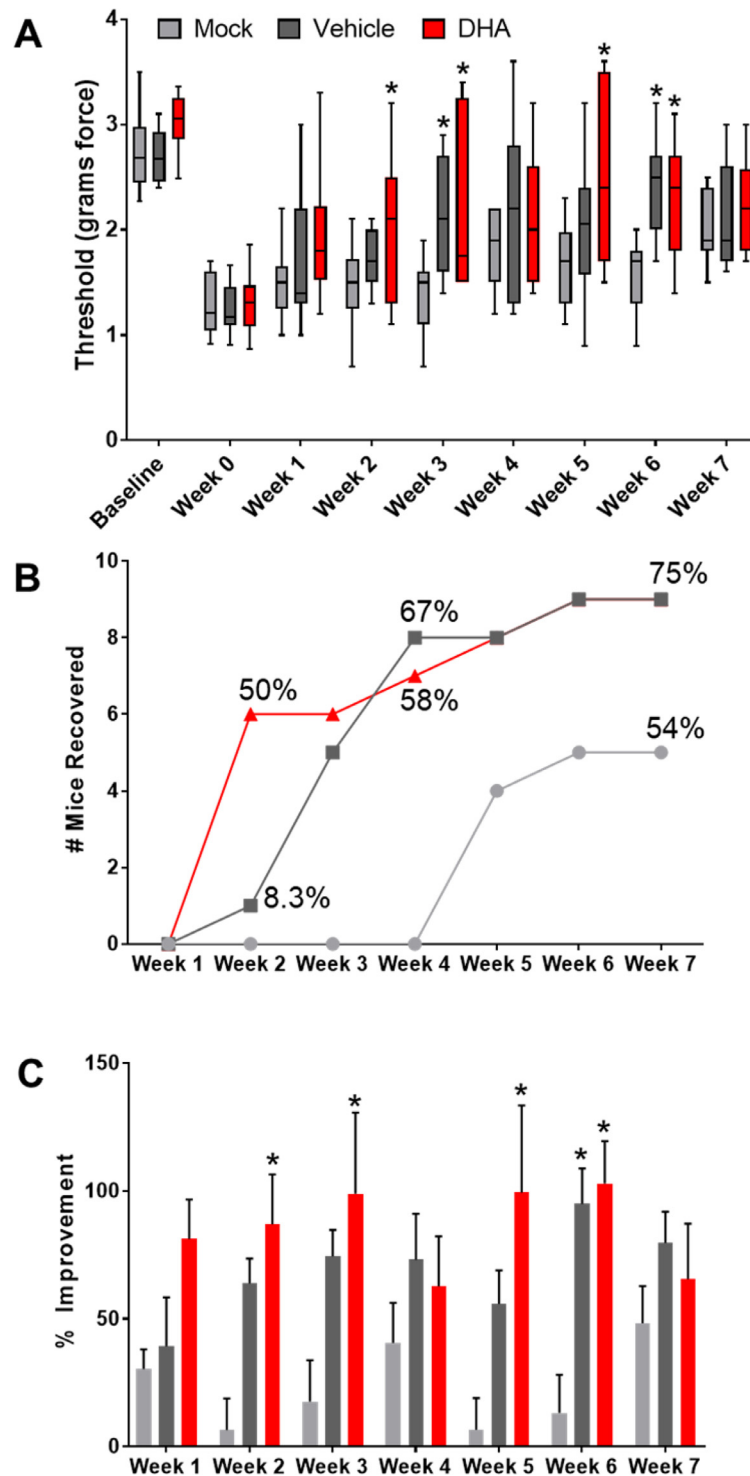 A
Mock Vehicle DHA
Threshold (grams force)
4
3
2
1
0
* * * * * *
Baseline Week 0 Week 1 Week 2 Week 3 Week 4 Week 5 Week 6 Week 7
B
# Mice Recovered
10
8
6
4
2
0
50%
8.3%
67%
58%
75%
54%
Week 1 Week 2 Week 3 Week 4 Week 5 Week 6 Week 7
C
% Improvement
150
100
50
0
* * * * *
Week 1 Week 2 Week 3 Week 4 Week 5 Week 6 Week 7